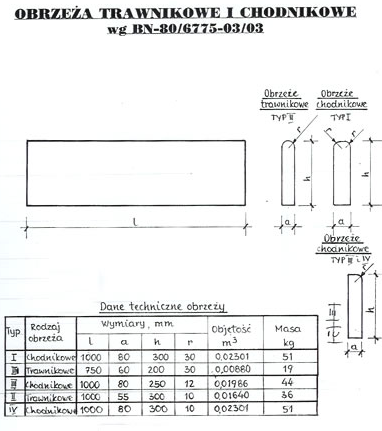 OBRZEŻA TRAWNIKOWE I CHODNIKOWE
wg BN-80/6775-03/03
Obrzeże trawnikowe TYP II
Obrzeże chodnikowe TYP I
r
r
h
h
l
a
a
Obrzeże
chodnikowe
TYP III i IV
r
h
a
Dane techniczne obrzeży
Typ Rodzaj obrzeża Wymiary, mm Objętość m³ Masa kg
l a h r
I Chodnikowe 1000 80 300 30 0,02301 51
Trawnikowe 750 60 200 30 0,00880 19
Chodnikowe 1000 80 250 12 0,01986 44
Trawnikowe 1000 55 300 10 0,01640 36
IV Chodnikowe 1000 80 300 10 0,02301 51